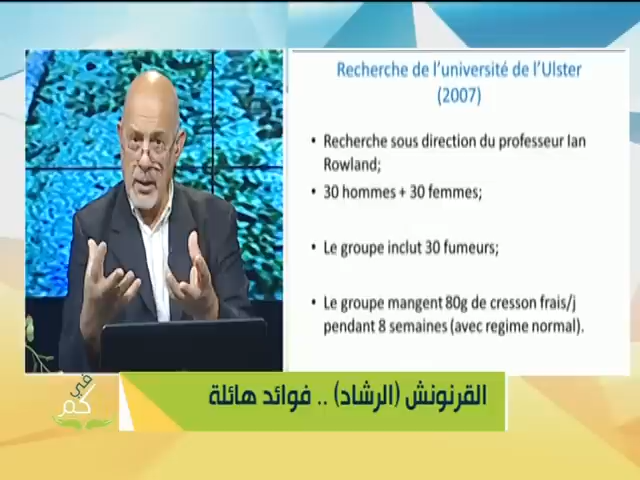 Recherche de l'université de l'Ulster
(2007)
• Recherche sous direction du professeur Ian
Rowland;
• 30 hommes + 30 femmes;
• Le groupe inclut 30 fumeurs;
• Le groupe mangent 80g de cresson frais/j
pendant 8 semaines (avec regime normal).
القرنونش (الرشاد) .. فوائد هائلة
في
كم